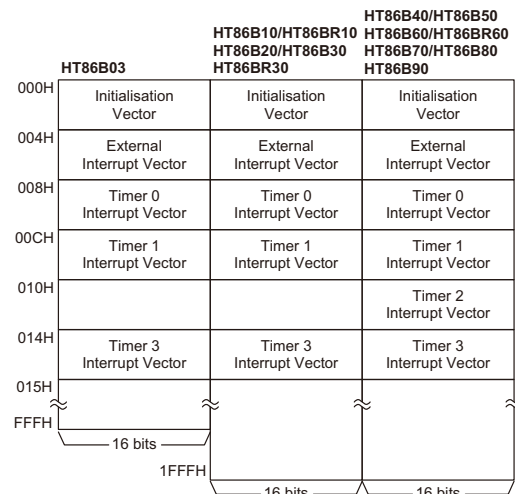 HT86B40/HT86B50
HT86B10/HT86BR10 HT86B60/HT86BR60
HT86B20/HT86B30 HT86B70/HT86B80
HT86B03 HT86BR30 HT86B90
000H
Initialisation Initialisation Initialisation
Vector Vector Vector
004H
External External External
Interrupt Vector Interrupt Vector Interrupt Vector
008H
Timer 0 Timer 0 Timer 0
Interrupt Vector Interrupt Vector Interrupt Vector
00CH
Timer 1 Timer 1 Timer 1
Interrupt Vector Interrupt Vector Interrupt Vector
010H
Timer 2
Interrupt Vector
014H
Timer 3 Timer 3 Timer 3
Interrupt Vector Interrupt Vector Interrupt Vector
015H
FFFH
16 bits
1FFFH
16 bits 16 bits